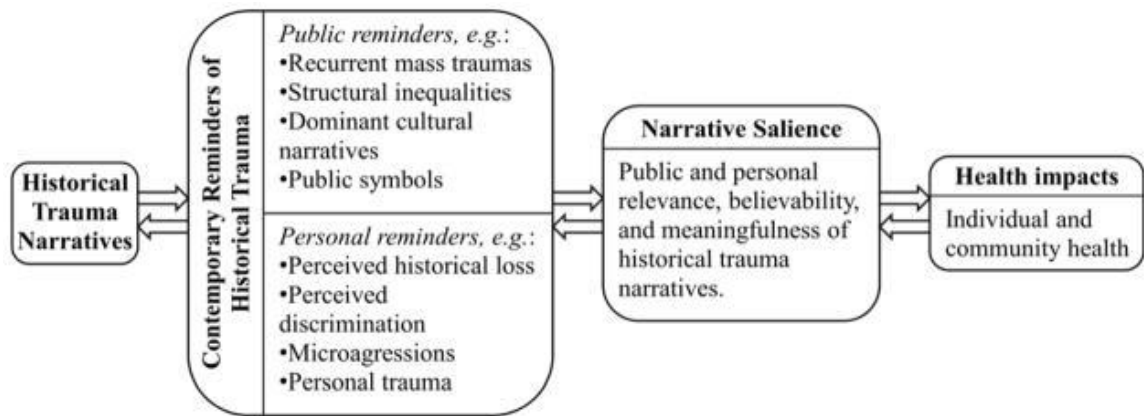 Historical
Trauma
Narratives
Contemporary Reminders of
Historical Trauma
Public reminders, e.g.:
•Recurrent mass traumas
•Structural inequalities
•Dominant cultural
narratives
•Public symbols
Personal reminders, e.g.:
•Perceived historical loss
•Perceived
discrimination
•Microagressions
•Personal trauma
Narrative Salience
Public and personal
relevance, believability,
and meaningfulness of
historical trauma
narratives.
Health impacts
Individual and
community health